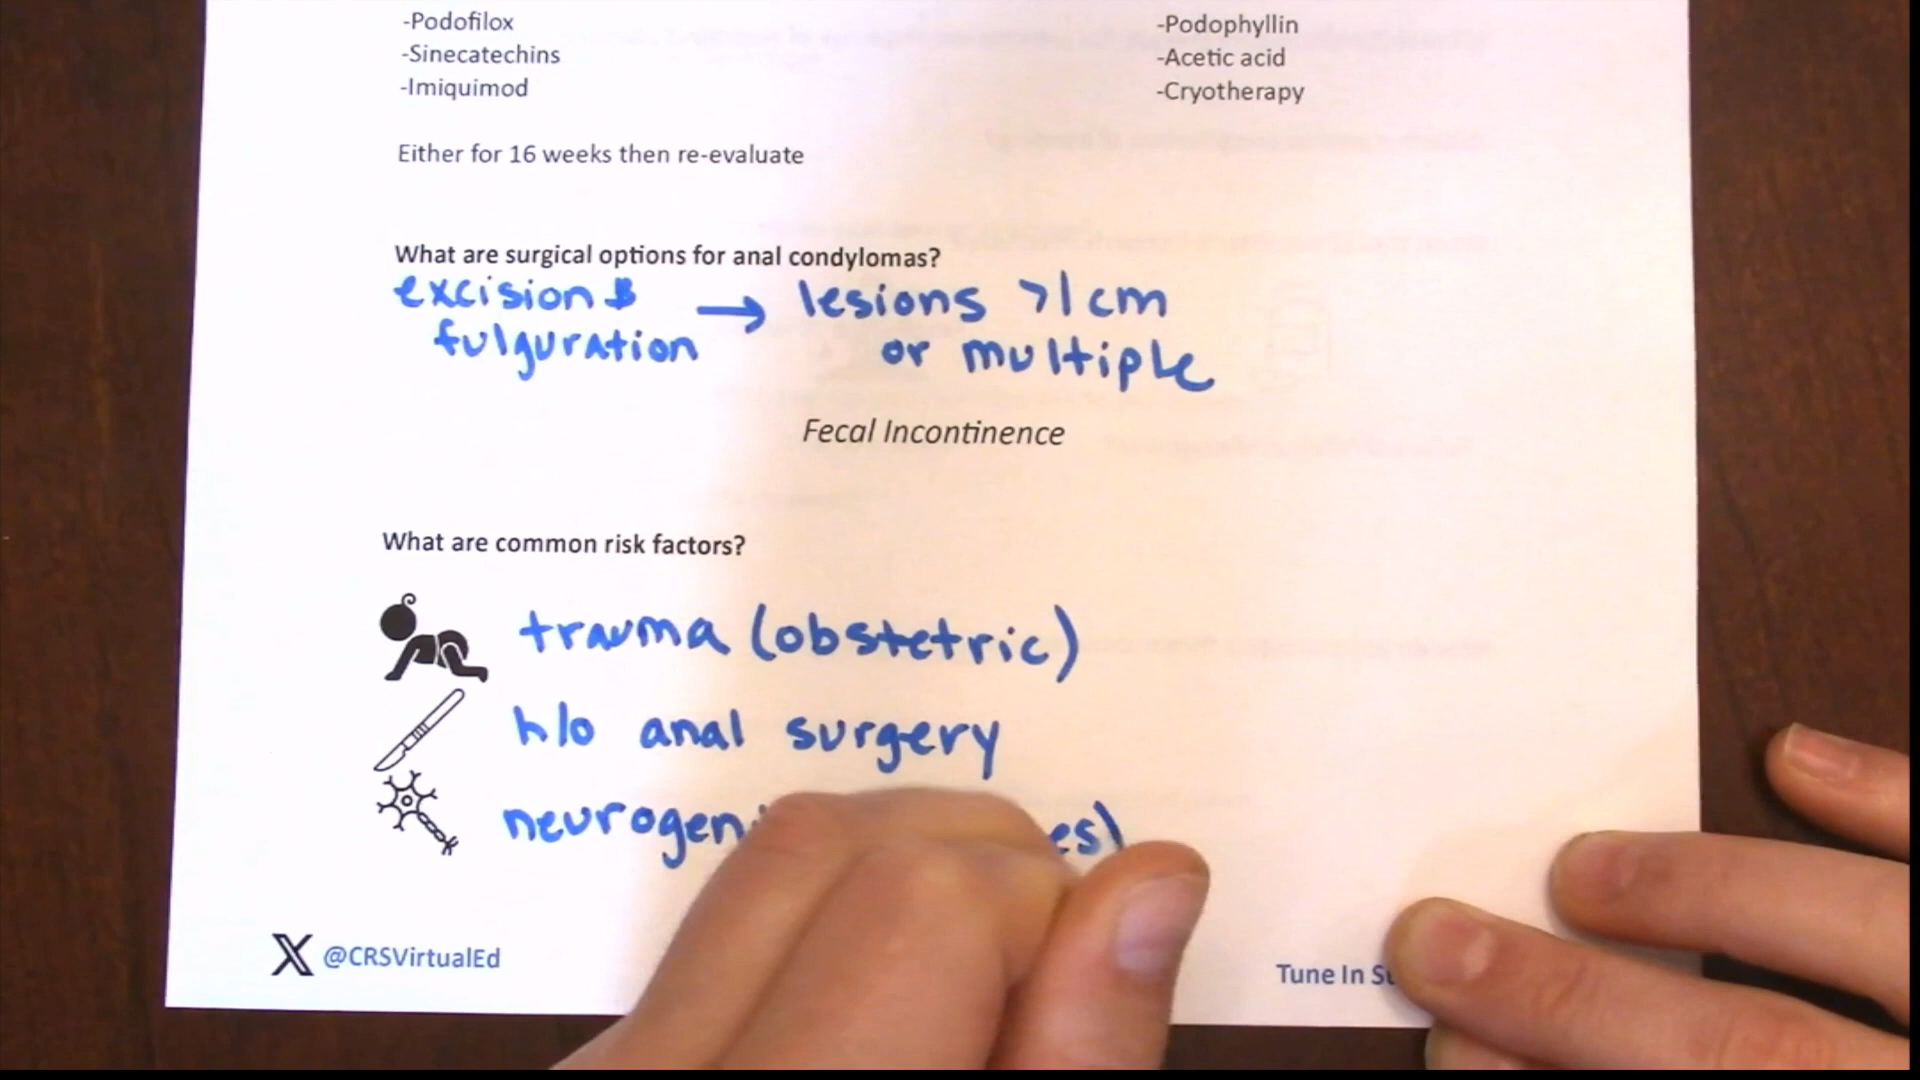 -Podofilox
-Podophyllin
-Sinecatechins
-Acetic acid
-Imiquimod
-Cryotherapy
Either for 16 weeks then re-evaluate
What are surgical options for anal condylomas?
excision &
fulguration → lesions >1cm
or multiple
Fecal Incontinence
What are common risk factors?
trauma (obstetric)
h/o anal surgery
X @CRSVirtualEd
Tune In